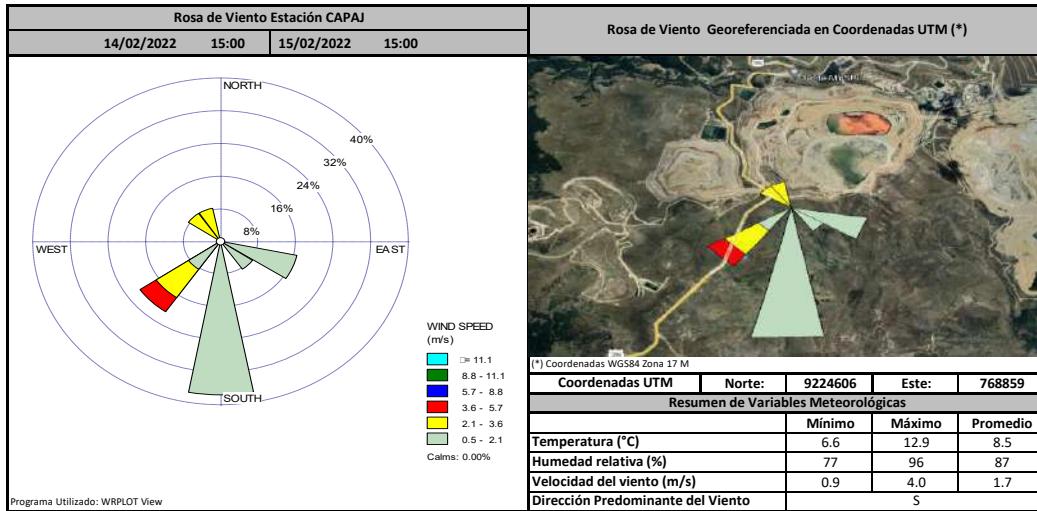 Rosa de Viento Estación CAPAJ
14/02/2022 15:00 15/02/2022 15:00
NORTH
40%
32%
24%
16%
8%
WEST
EAST
SOUTH
WIND SPEED
(m/s)
□= 11.1
8.8 - 11.1
5.7 - 8.8
3.6 - 5.7
2.1 - 3.6
0.5 - 2.1
Calms: 0.00%
Programa Utilizado: WRPLOT View
Rosa de Viento Georeferenciada en Coordenadas UTM (*)
(*) Coordenadas WGS84 Zona 17 M
Coordenadas UTM Norte: 9224606 Este: 768859
Resumen de Variables Meteorológicas
Mínimo Máximo Promedio
Temperatura (°C) 6.6 12.9 8.5
Humedad relativa (%) 77 96 87
Velocidad del viento (m/s) 0.9 4.0 1.7
Dirección Predominante del Viento S